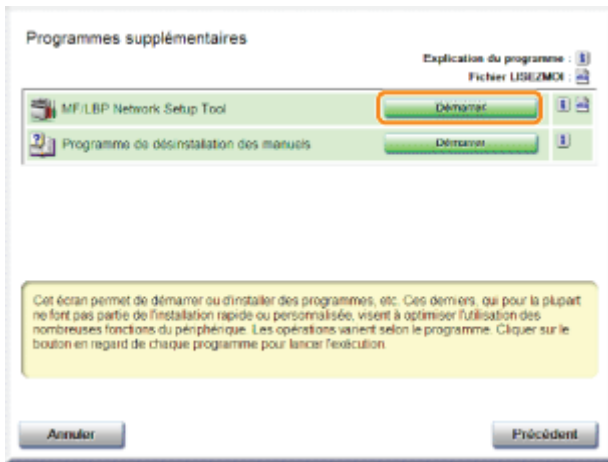 Programmes supplémentaires
Explication du programme :
Fichier LISEZMOI :
MF/LBP Network Setup Tool
Démarrer
Programme de désinstallation des manuels
Démarrer
Cet écran permet de démarrer ou d'installer des programmes, etc. Ces derniers, qui pour la plupart
ne font pas partie de l'installation rapide ou personnalisée, visent à optimiser l'utilisation des
nombreuses fonctions du périphérique. Les opérations varient selon le programme. Cliquer sur le
bouton en regard de chaque programme pour lancer l'exécution.
Annuler
Précédent